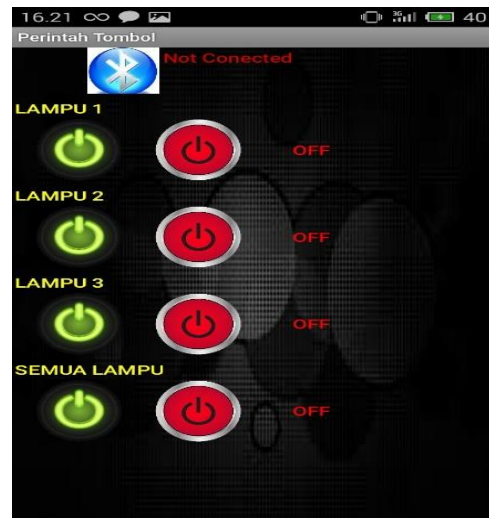 16.21 3G 40
Perintah Tombol
Not Conected
LAMPU 1
OFF
LAMPU 2
OFF
LAMPU 3
OFF
SEMUA LAMPU
OFF